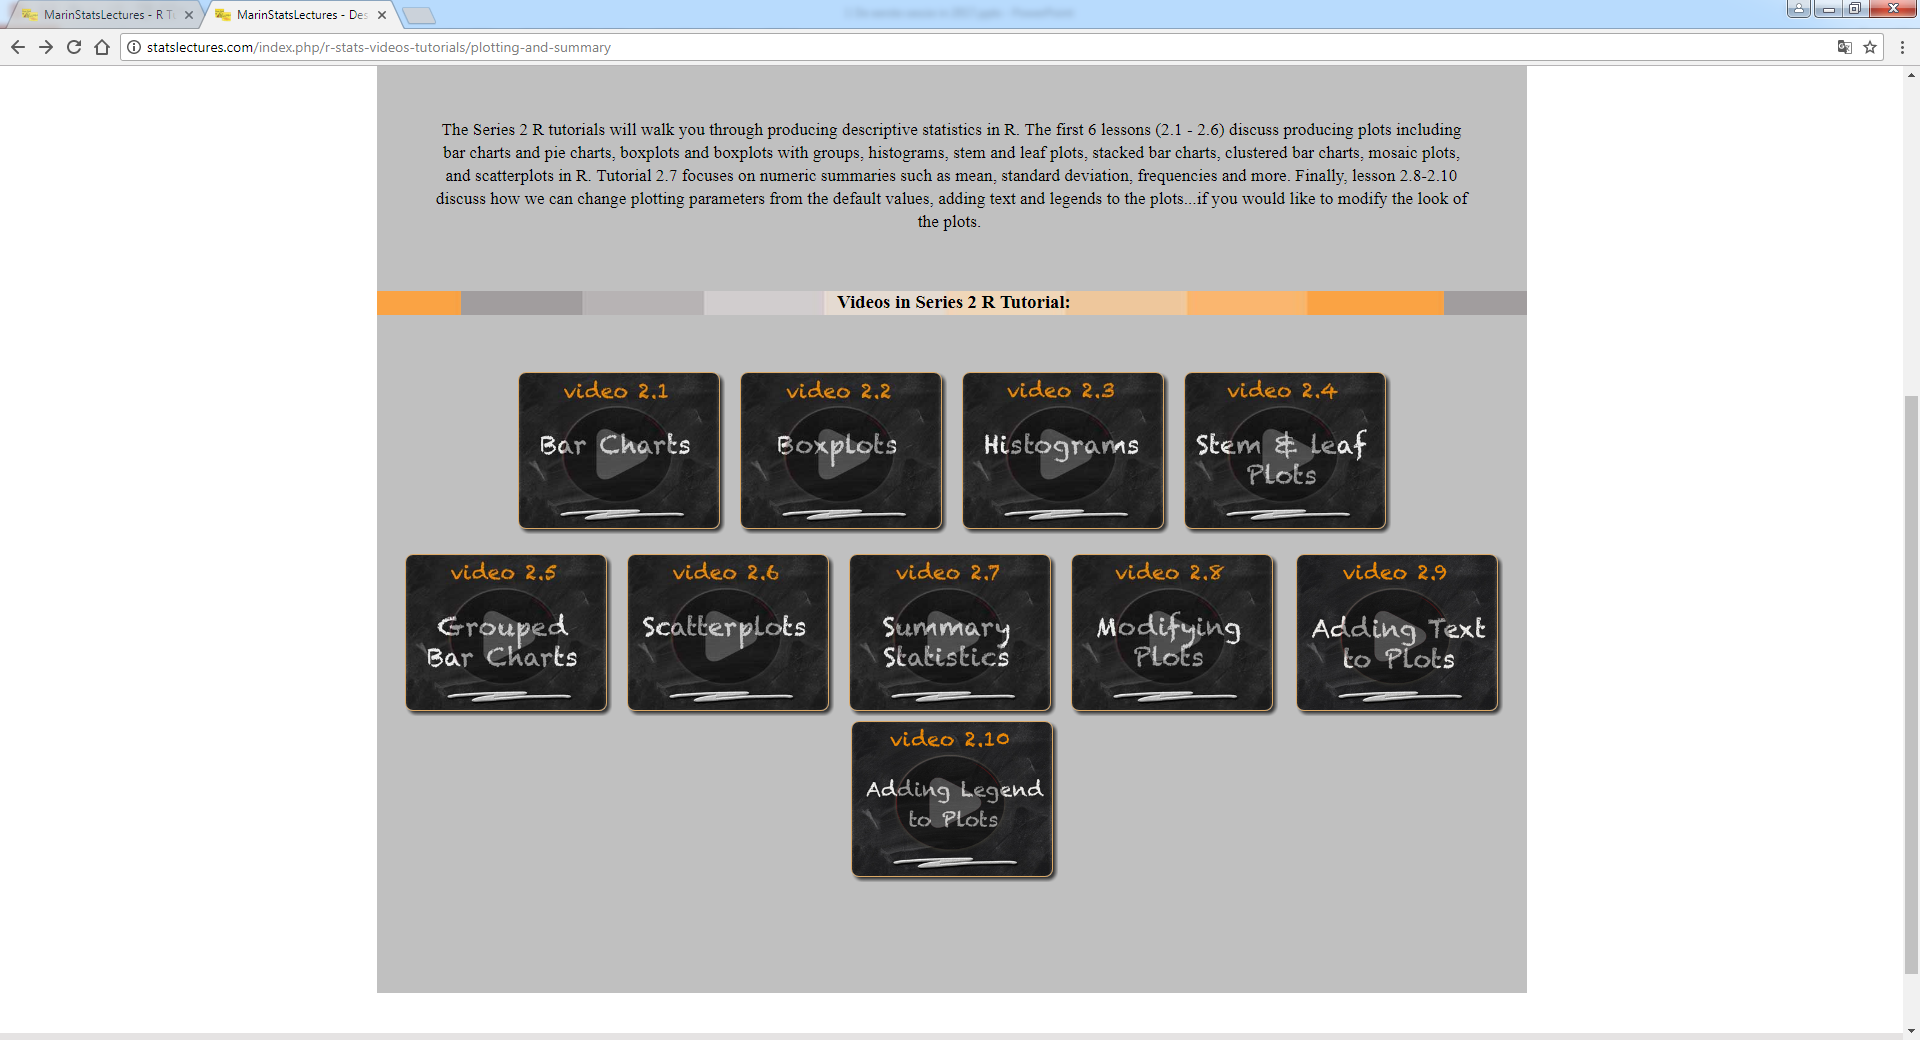 MarinStatsLectures - R Tu
MarinStatsLectures - Des
statslectures.com/index.php/r-stats-videos-tutorials/plotting-and-summary
The Series 2 R tutorials will walk you through producing descriptive statistics in R. The first 6 lessons (2.1 - 2.6) discuss producing plots including
bar charts and pie charts, boxplots and boxplots with groups, histograms, stem and leaf plots, stacked bar charts, clustered bar charts, mosaic plots,
and scatterplots in R. Tutorial 2.7 focuses on numeric summaries such as mean, standard deviation, frequencies and more. Finally, lesson 2.8-2.10
discuss how we can change plotting parameters from the default values, adding text and legends to the plots...if you would like to modify the look of
the plots.
Videos in Series 2 R Tutorial:
video 2.1
Bar Charts
video 2.2
Boxplots
video 2.3
Histograms
video 2.4
Stem & Leaf
Plots
video 2.5
Grouped
Bar Charts
video 2.6
Scatterplots
video 2.7
Summary
Statistics
video 2.8
Modifying
Plots
video 2.9
Adding Text
to Plots
video 2.10
Adding Legend
to Plots